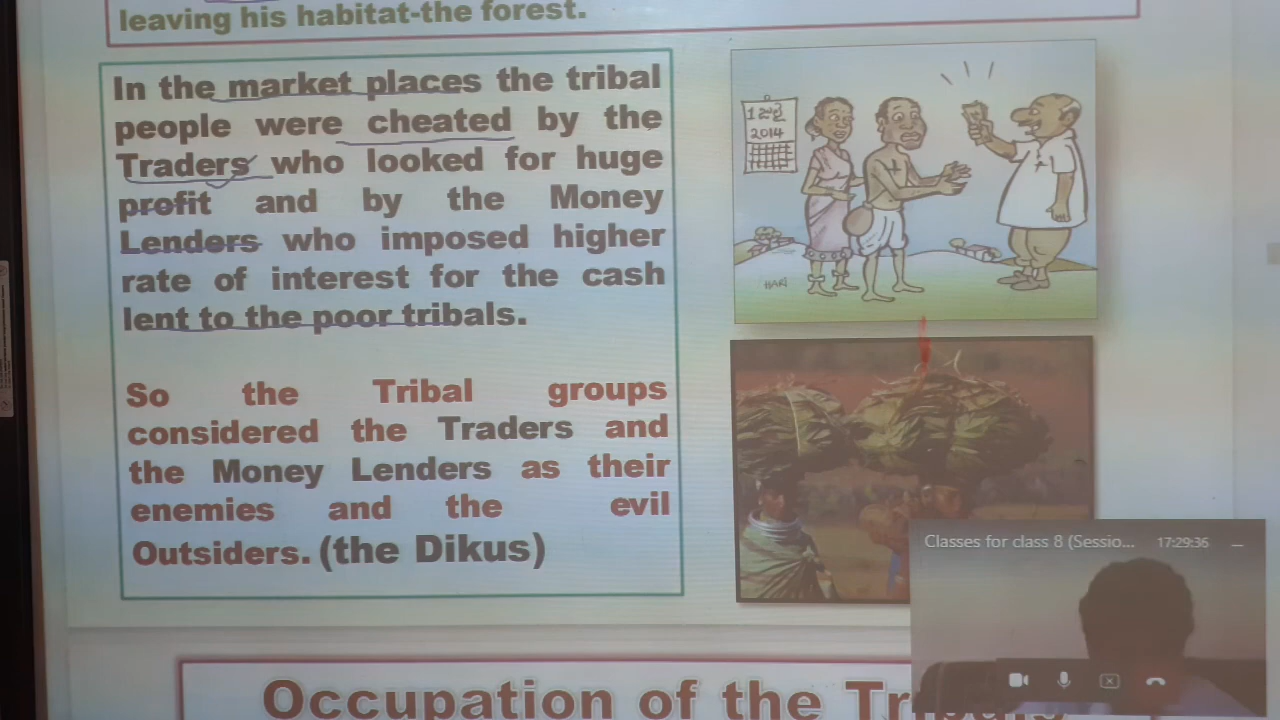 leaving his habitat-the forest.
In the market places the tribal
people were cheated by the
Traders who looked for huge
profit and by the Money
Lenders who imposed higher
rate of interest for the cash
lent to the poor tribals.
So the Tribal groups
considered the Traders and
the Money Lenders as their
enemies and the evil
Outsiders. (the Dikus)
2014
HARI
Classes for class 8 (Sessio... 17:29:36
Occupation of the Tribals